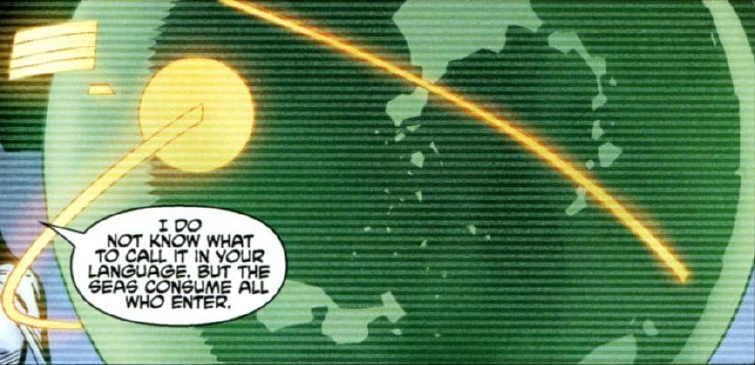 I DO
NOT KNOW WHAT
TO CALL IT IN YOUR
LANGUAGE. BUT THE
SEAS CONSUME ALL
WHO ENTER.